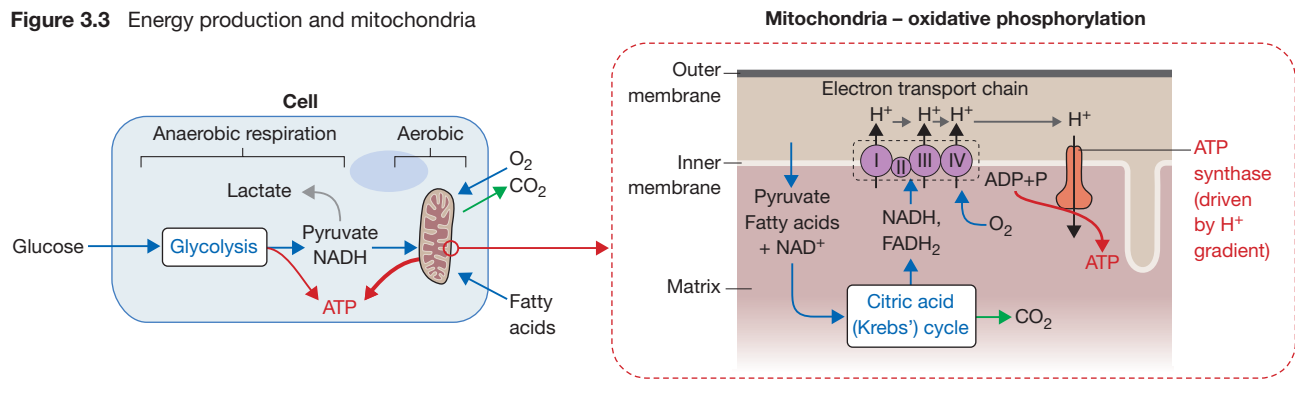 Figure 3.3 Energy production and mitochondria
Cell
Anaerobic respiration
Aerobic
O₂
CO₂
Lactate
Glucose
Glycolysis
Pyruvate
NADH
ATP
Fatty
acids
Mitochondria – oxidative phosphorylation
Outer
membrane
Electron transport chain
H⁺
H⁺
H⁺
H⁺
Inner
membrane
I
II
III
IV
ADP+P
ATP
synthase
(driven
by H⁺
gradient)
Pyruvate
Fatty acids
+ NAD⁺
NADH,
FADH₂
O₂
ATP
Matrix
Citric acid
(Krebs’) cycle
CO₂